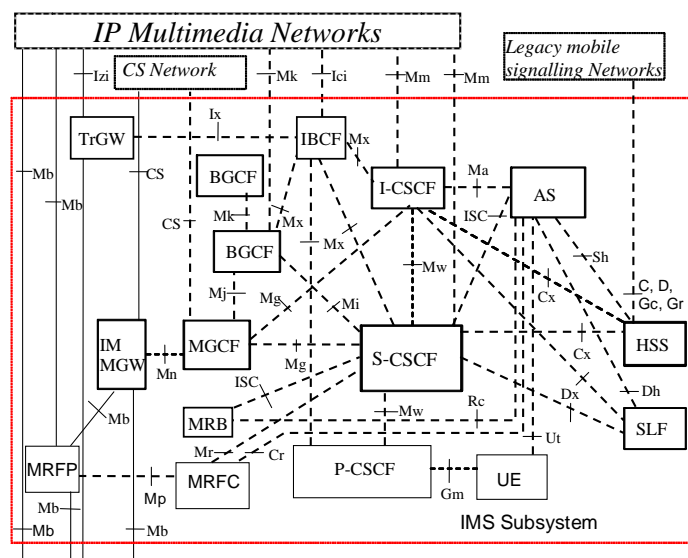 IP Multimedia Networks
Legacy mobile
signalling Networks
Izi
CS Network
Mk
Ici
Mm
Mm
TrGW
Ix
IBCF
Mx
I-CSCF
Ma
AS
Mb
CS
BGCF
ISC
Mb
CS
Mk
Mx
Mx
BGCF
Mw
Sh
Mj
Mg
Mi
Cx
C, D,
Gc, Gr
IM
MGW
MGCF
S-CSCF
HSS
Mn
Mg
Cx
ISC
Mb
MRB
Mw
Rc
Dx
Dh
SLF
Mr
Cr
Ut
MRFP
MRFC
P-CSCF
UE
Mp
Gm
Mb
Mb
Mb
IMS Subsystem